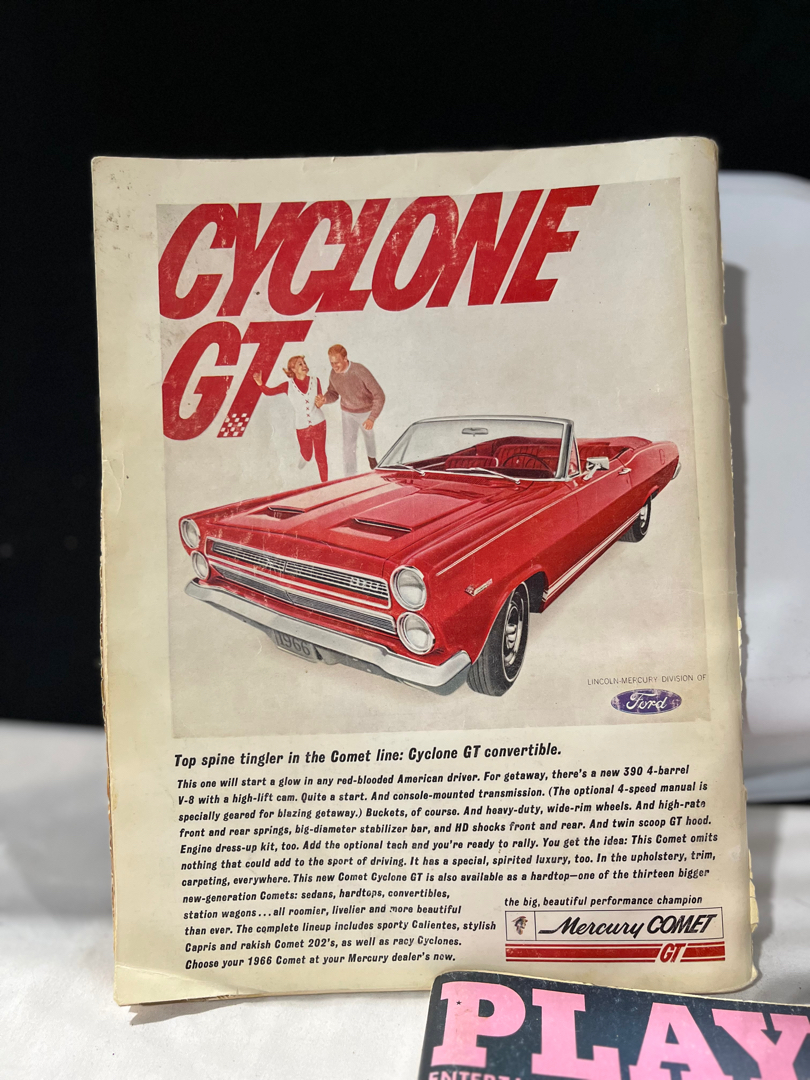 CYCLONE
GT
1966
LINCOLN-MERCURY DIVISION OF
Ford
Top spine tingler in the Comet line: Cyclone GT convertible.
This one will start a glow in any red-blooded American driver. For getaway, there's a new 390 4-barrel
V-8 with a high-lift cam. Quite a start. And console-mounted transmission. (The optional 4-speed manual is
specially geared for blazing getaway.) Buckets, of course. And heavy-duty, wide-rim wheels. And high-rate
front and rear springs, big-diameter stabilizer bar, and HD shocks front and rear. And twin scoop GT hood.
Engine dress-up kit, too. Add the optional tach and you're ready to rally. You get the idea: This Comet omits
nothing that could add to the sport of driving. It has a special, spirited luxury, too. In the upholstery, trim,
carpeting, everywhere. This new Comet Cyclone GT is also available as a hardtop—one of the thirteen bigger
new-generation Comets: sedans, hardtops, convertibles,
station wagons...all roomier, livelier and more beautiful
than ever. The complete lineup includes sporty Calientes, stylish
Capris and rakish Comet 202's, as well as racy Cyclones.
Choose your 1966 Comet at your Mercury dealer's now.
the big, beautiful performance champion
Mercury COMET
GT
PLAY